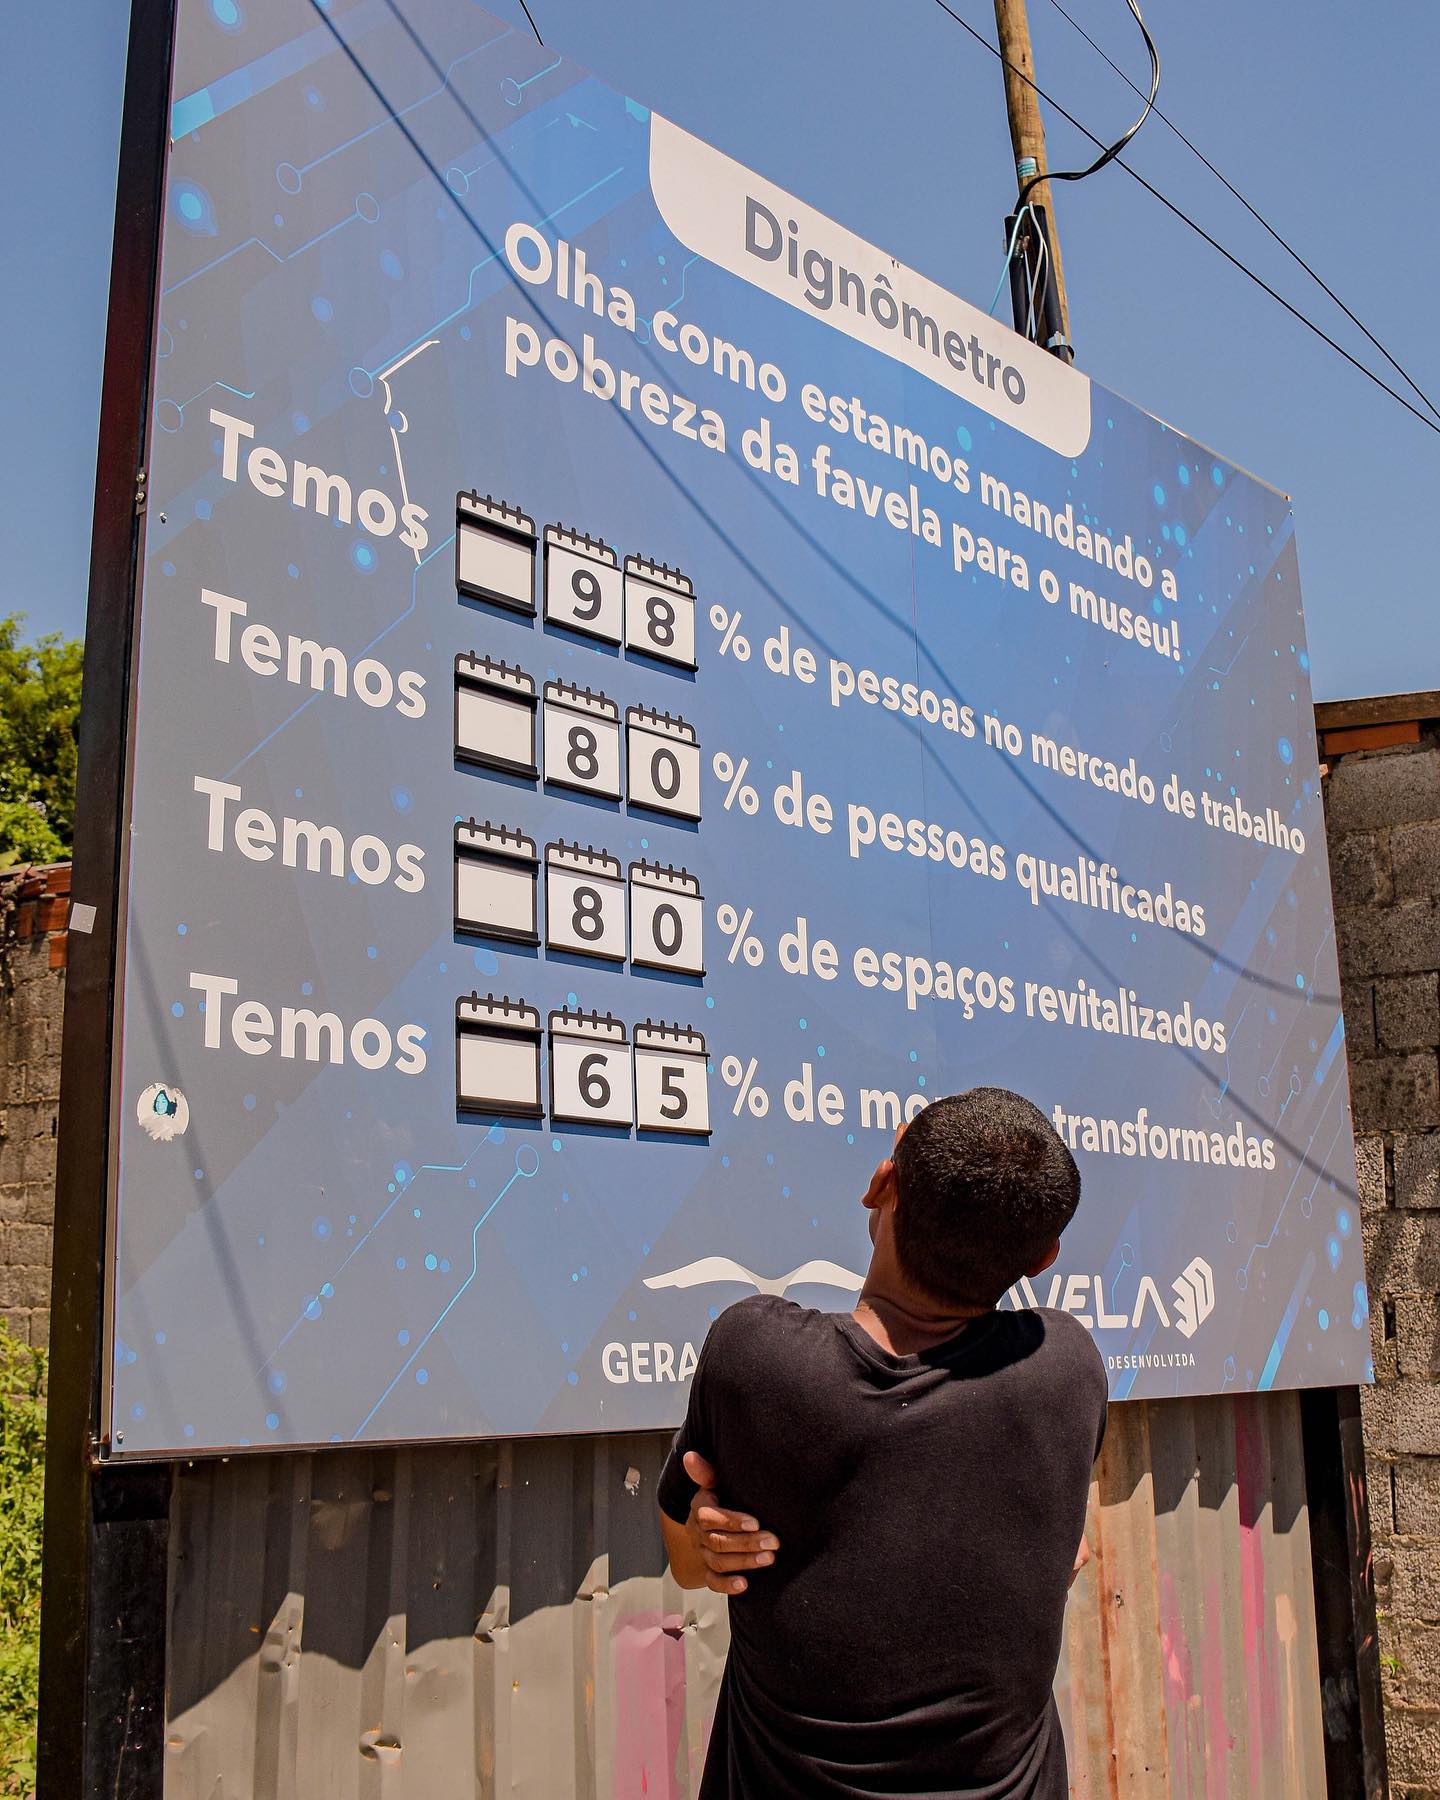 Dignômetro
Olha como estamos mandando a
pobreza da favela para o museu!
Temos 98 % de pessoas no mercado de trabalho
Temos 80 % de pessoas qualificadas
Temos 80 % de espaços revitalizados
Temos 65 % de transformadas
DESENVOLVIDA